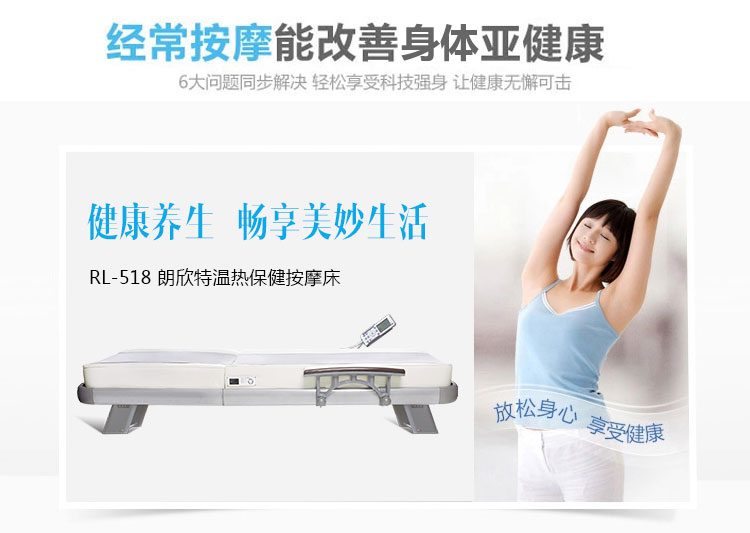 经常按摩能改善身体亚健康
6大问题同步解决 轻松享受科技强身 让健康无懈可击
健康养生 畅享美妙生活
RL-518 朗欣特温热保健按摩床
放松身心 享受健康